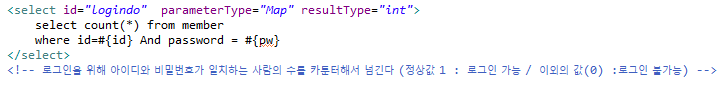 <select id="logindo"  parameterType="Map" resultType="int">
select count(*) from member
where id=#{id} And password = #{pw}
</select>
<!-- 로그인을 위해 아이디와 비밀번호가 일치하는 사람의 수를 카툰터해서 넘긴다 (정상값 1 : 로그인 가능 / 이외의 값(0) :로그인 불가능) -->